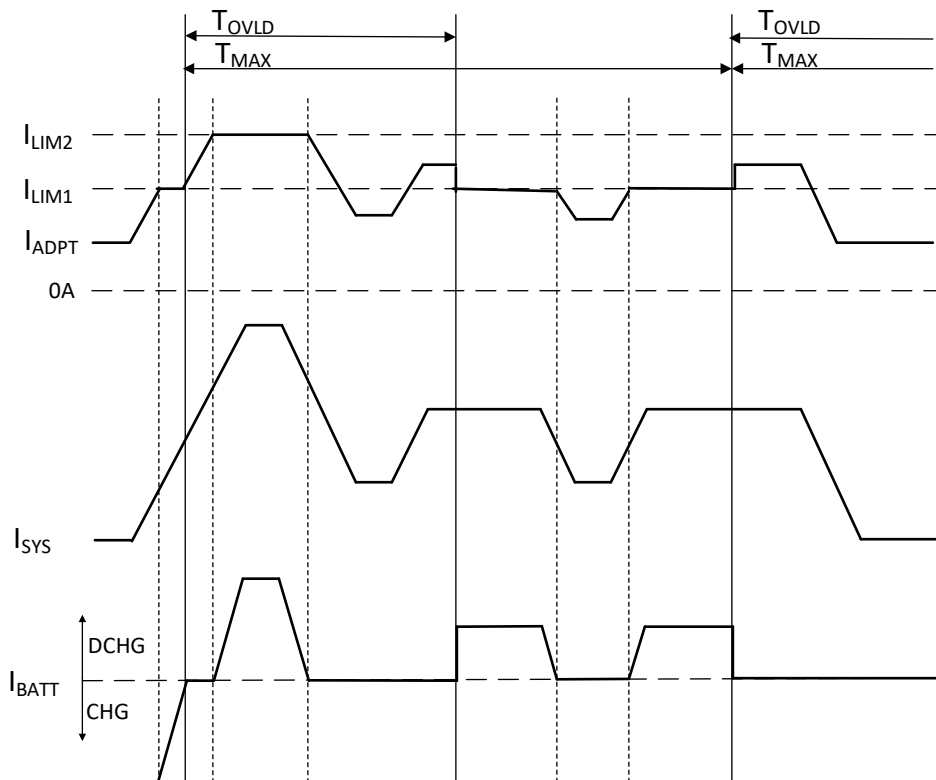 TOVLD
TOVLD
TMAX
TMAX
ILIM2
ILIM1
IADPT
0A
ISYS
DCHG
IBATT
CHG